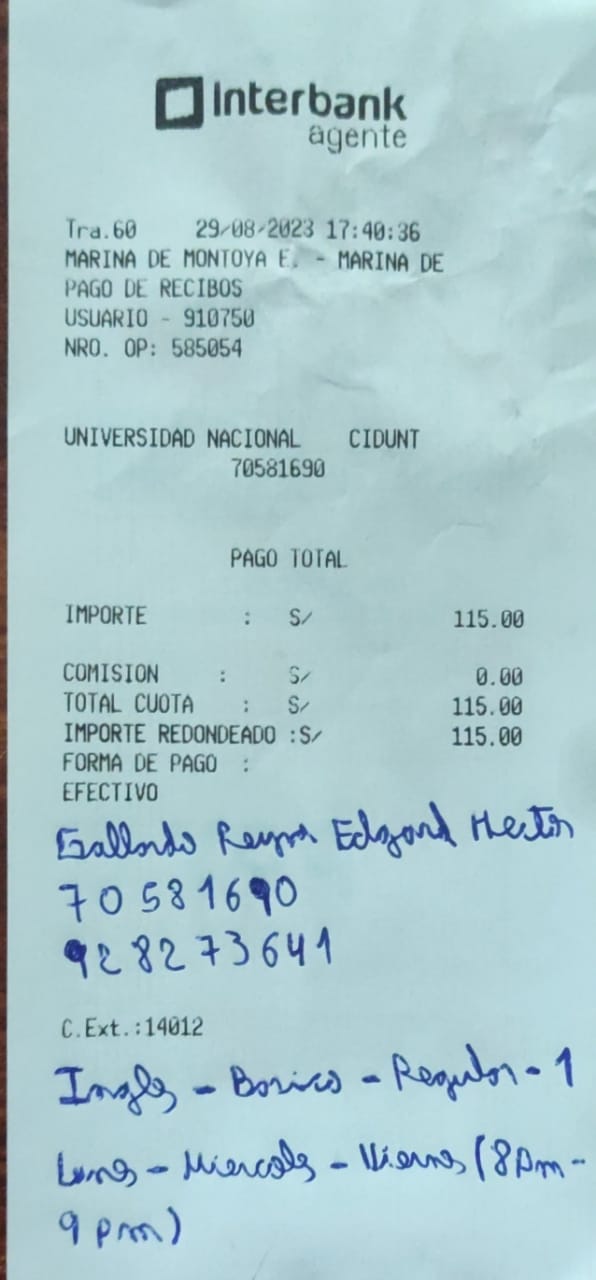 Interbank
agente
Tra.60 29-08-2023 17:40:36
MARINA DE MONTOYA E. - MARINA DE
PAGO DE RECIBOS
USUARIO - 910750
NRO. OP: 585054
UNIVERSIDAD NACIONAL CIDUNT
70581690
PAGO TOTAL
IMPORTE : S/ 115.00
COMISION : S/ 0.00
TOTAL CUOTA : S/ 115.00
IMPORTE REDONDEADO :S/ 115.00
FORMA DE PAGO :
EFECTIVO
Gallardo Reyna Edgard Hector
70581690
928273641
C.Ext.:14012
Ingles - Basico - Regular - 1
Lunes - Miercoles - Viernes (8pm-
9pm)